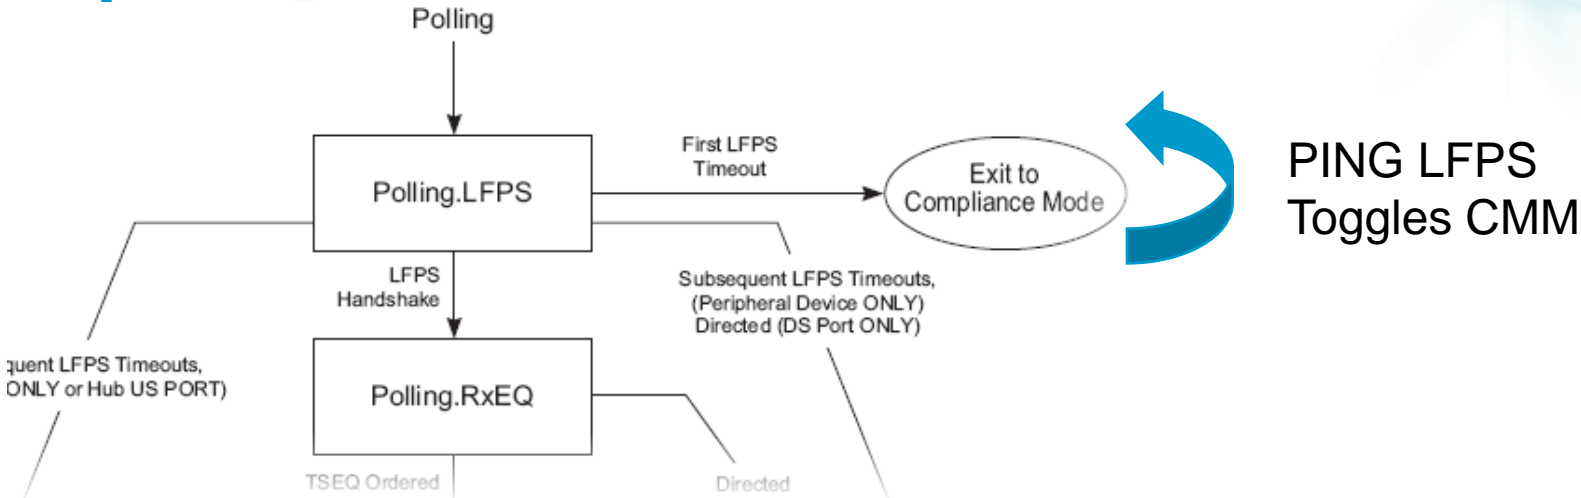 Polling
First LFPS
Timeout
Polling.LFPS
Exit to
Compliance Mode
PING LFPS
Toggles CMM
LFPS
Handshake
Subsequent LFPS Timeouts,
(Peripheral Device ONLY)
Directed (DS Port ONLY)
quent LFPS Timeouts,
ONLY or Hub US PORT)
Polling.RxEQ
TSEQ Ordered
Directed